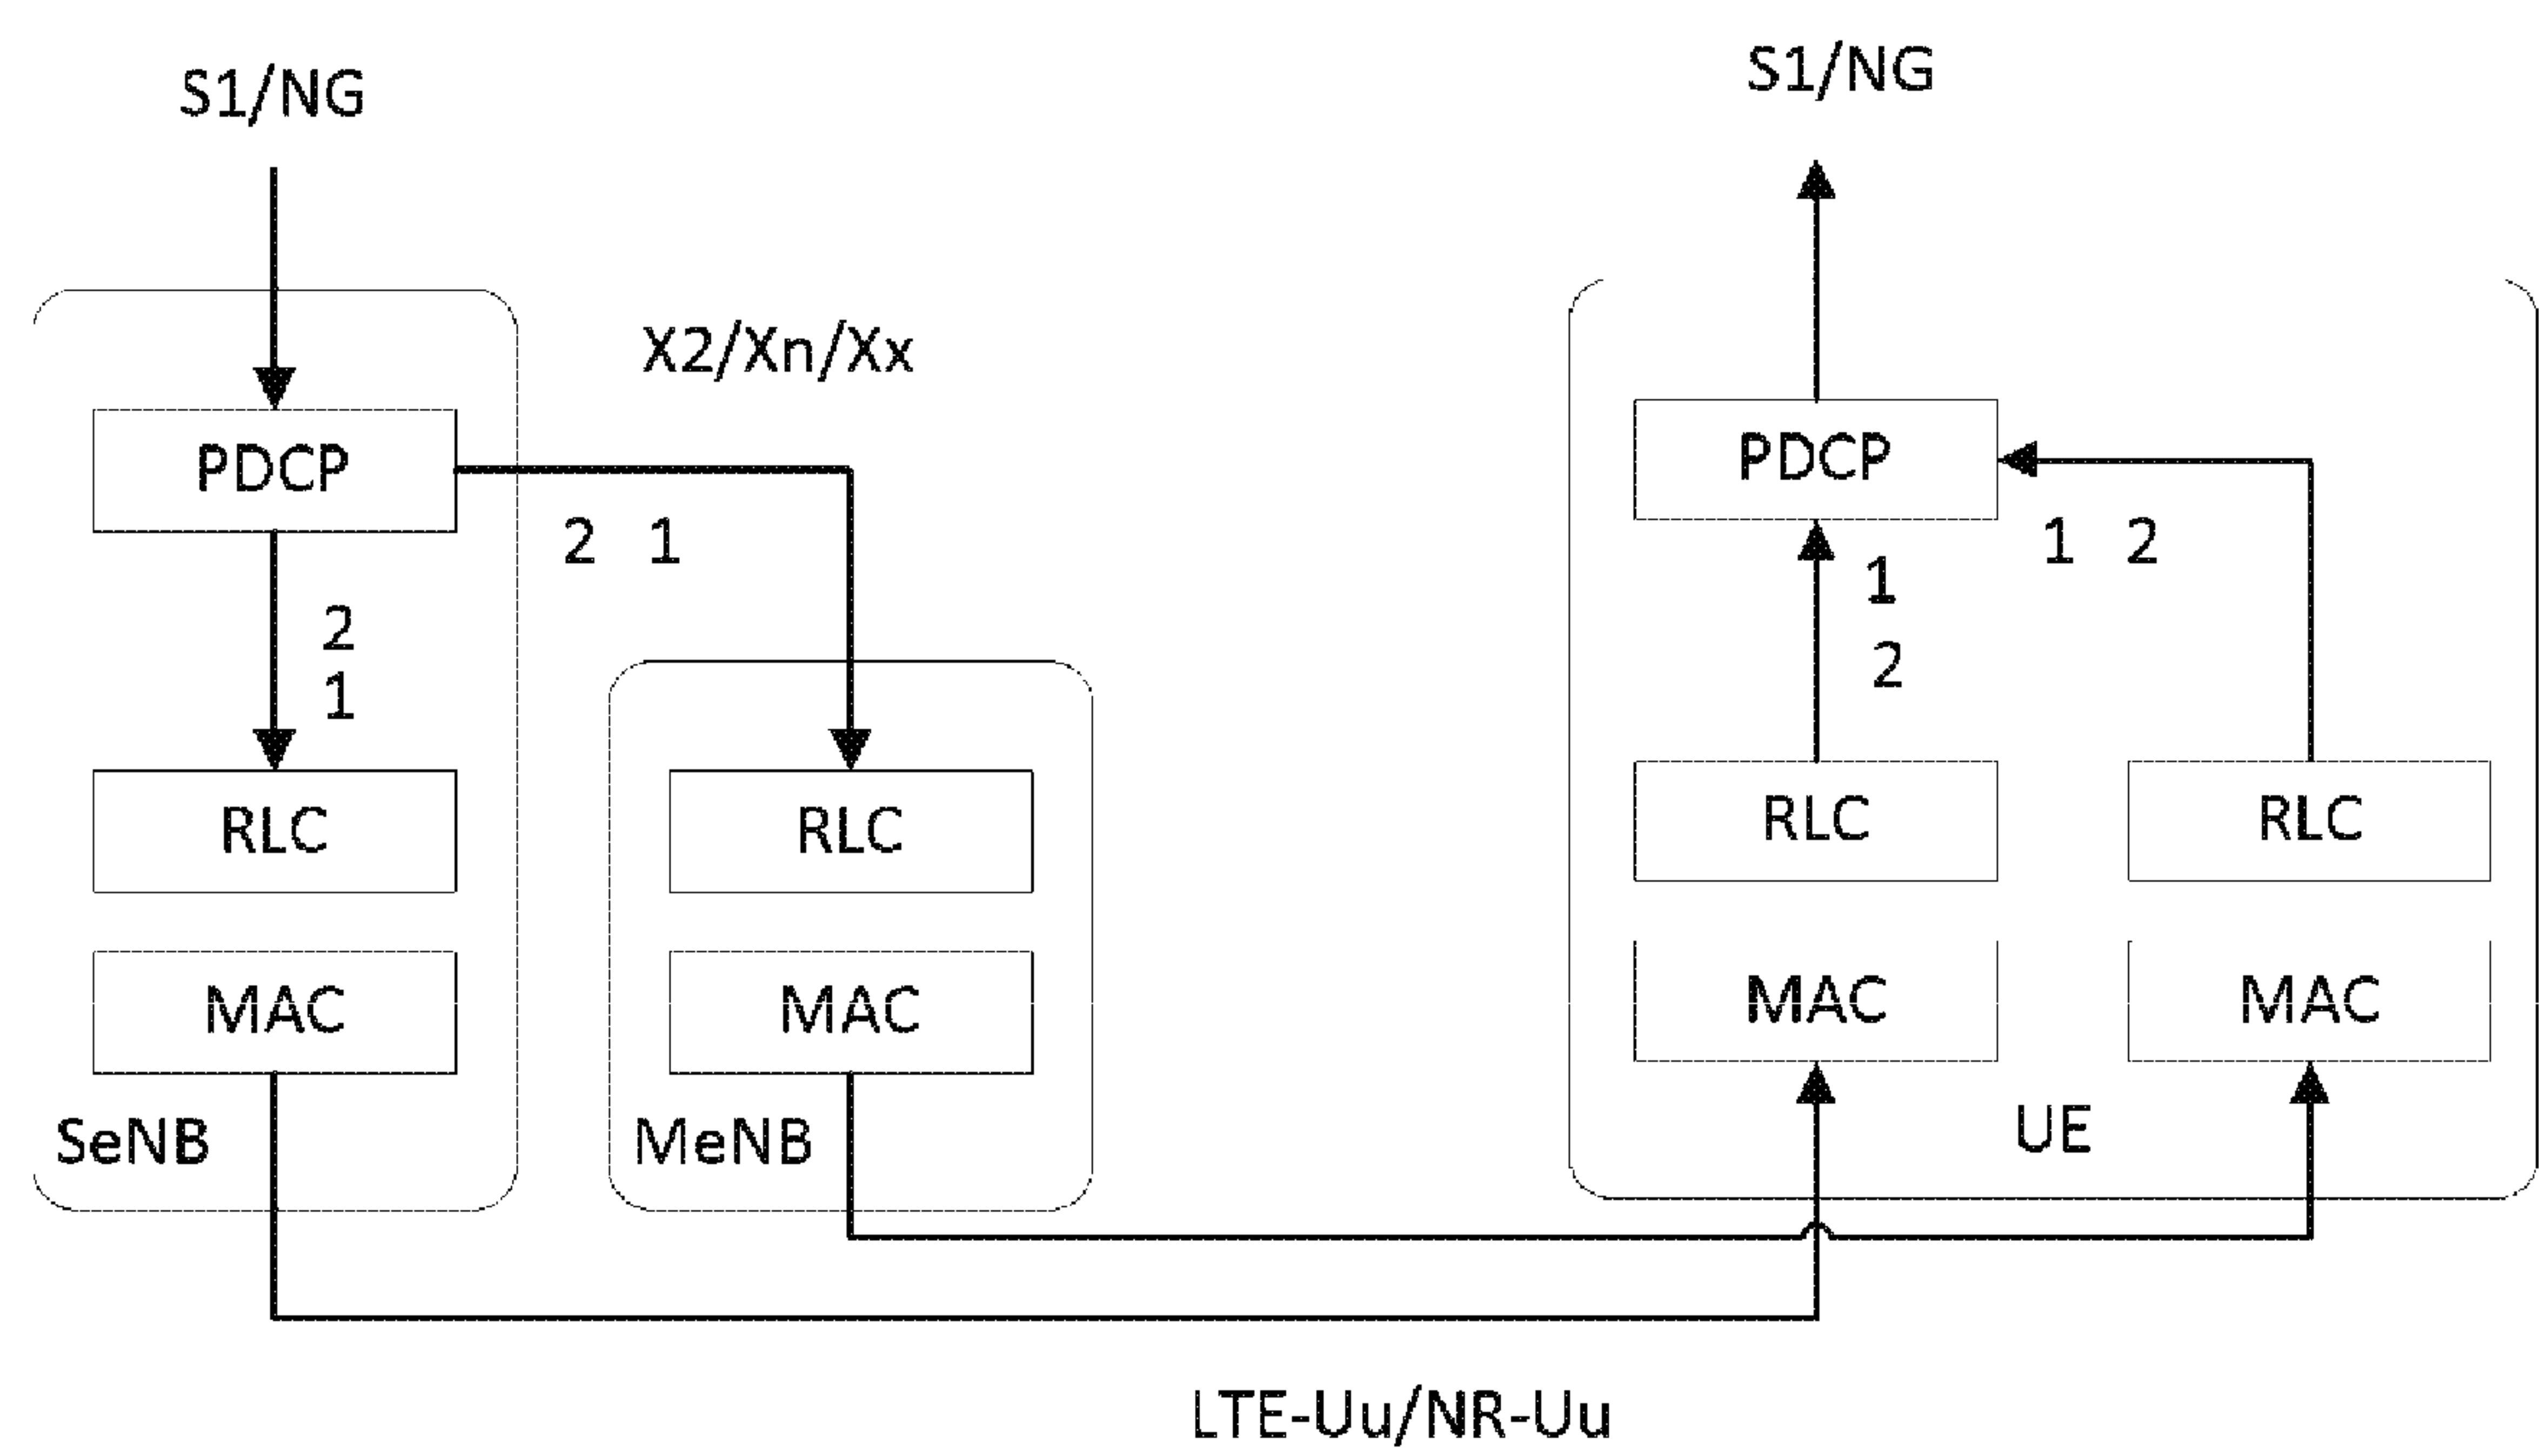 S1/NG
S1/NG
X2/Xn/Xx
PDCP
PDCP
2 1
1 2
1
2
2
1
RLC
RLC
RLC
RLC
MAC
MAC
MAC
MAC
SeNB
MeNB
UE
LTE-Uu/NR-Uu